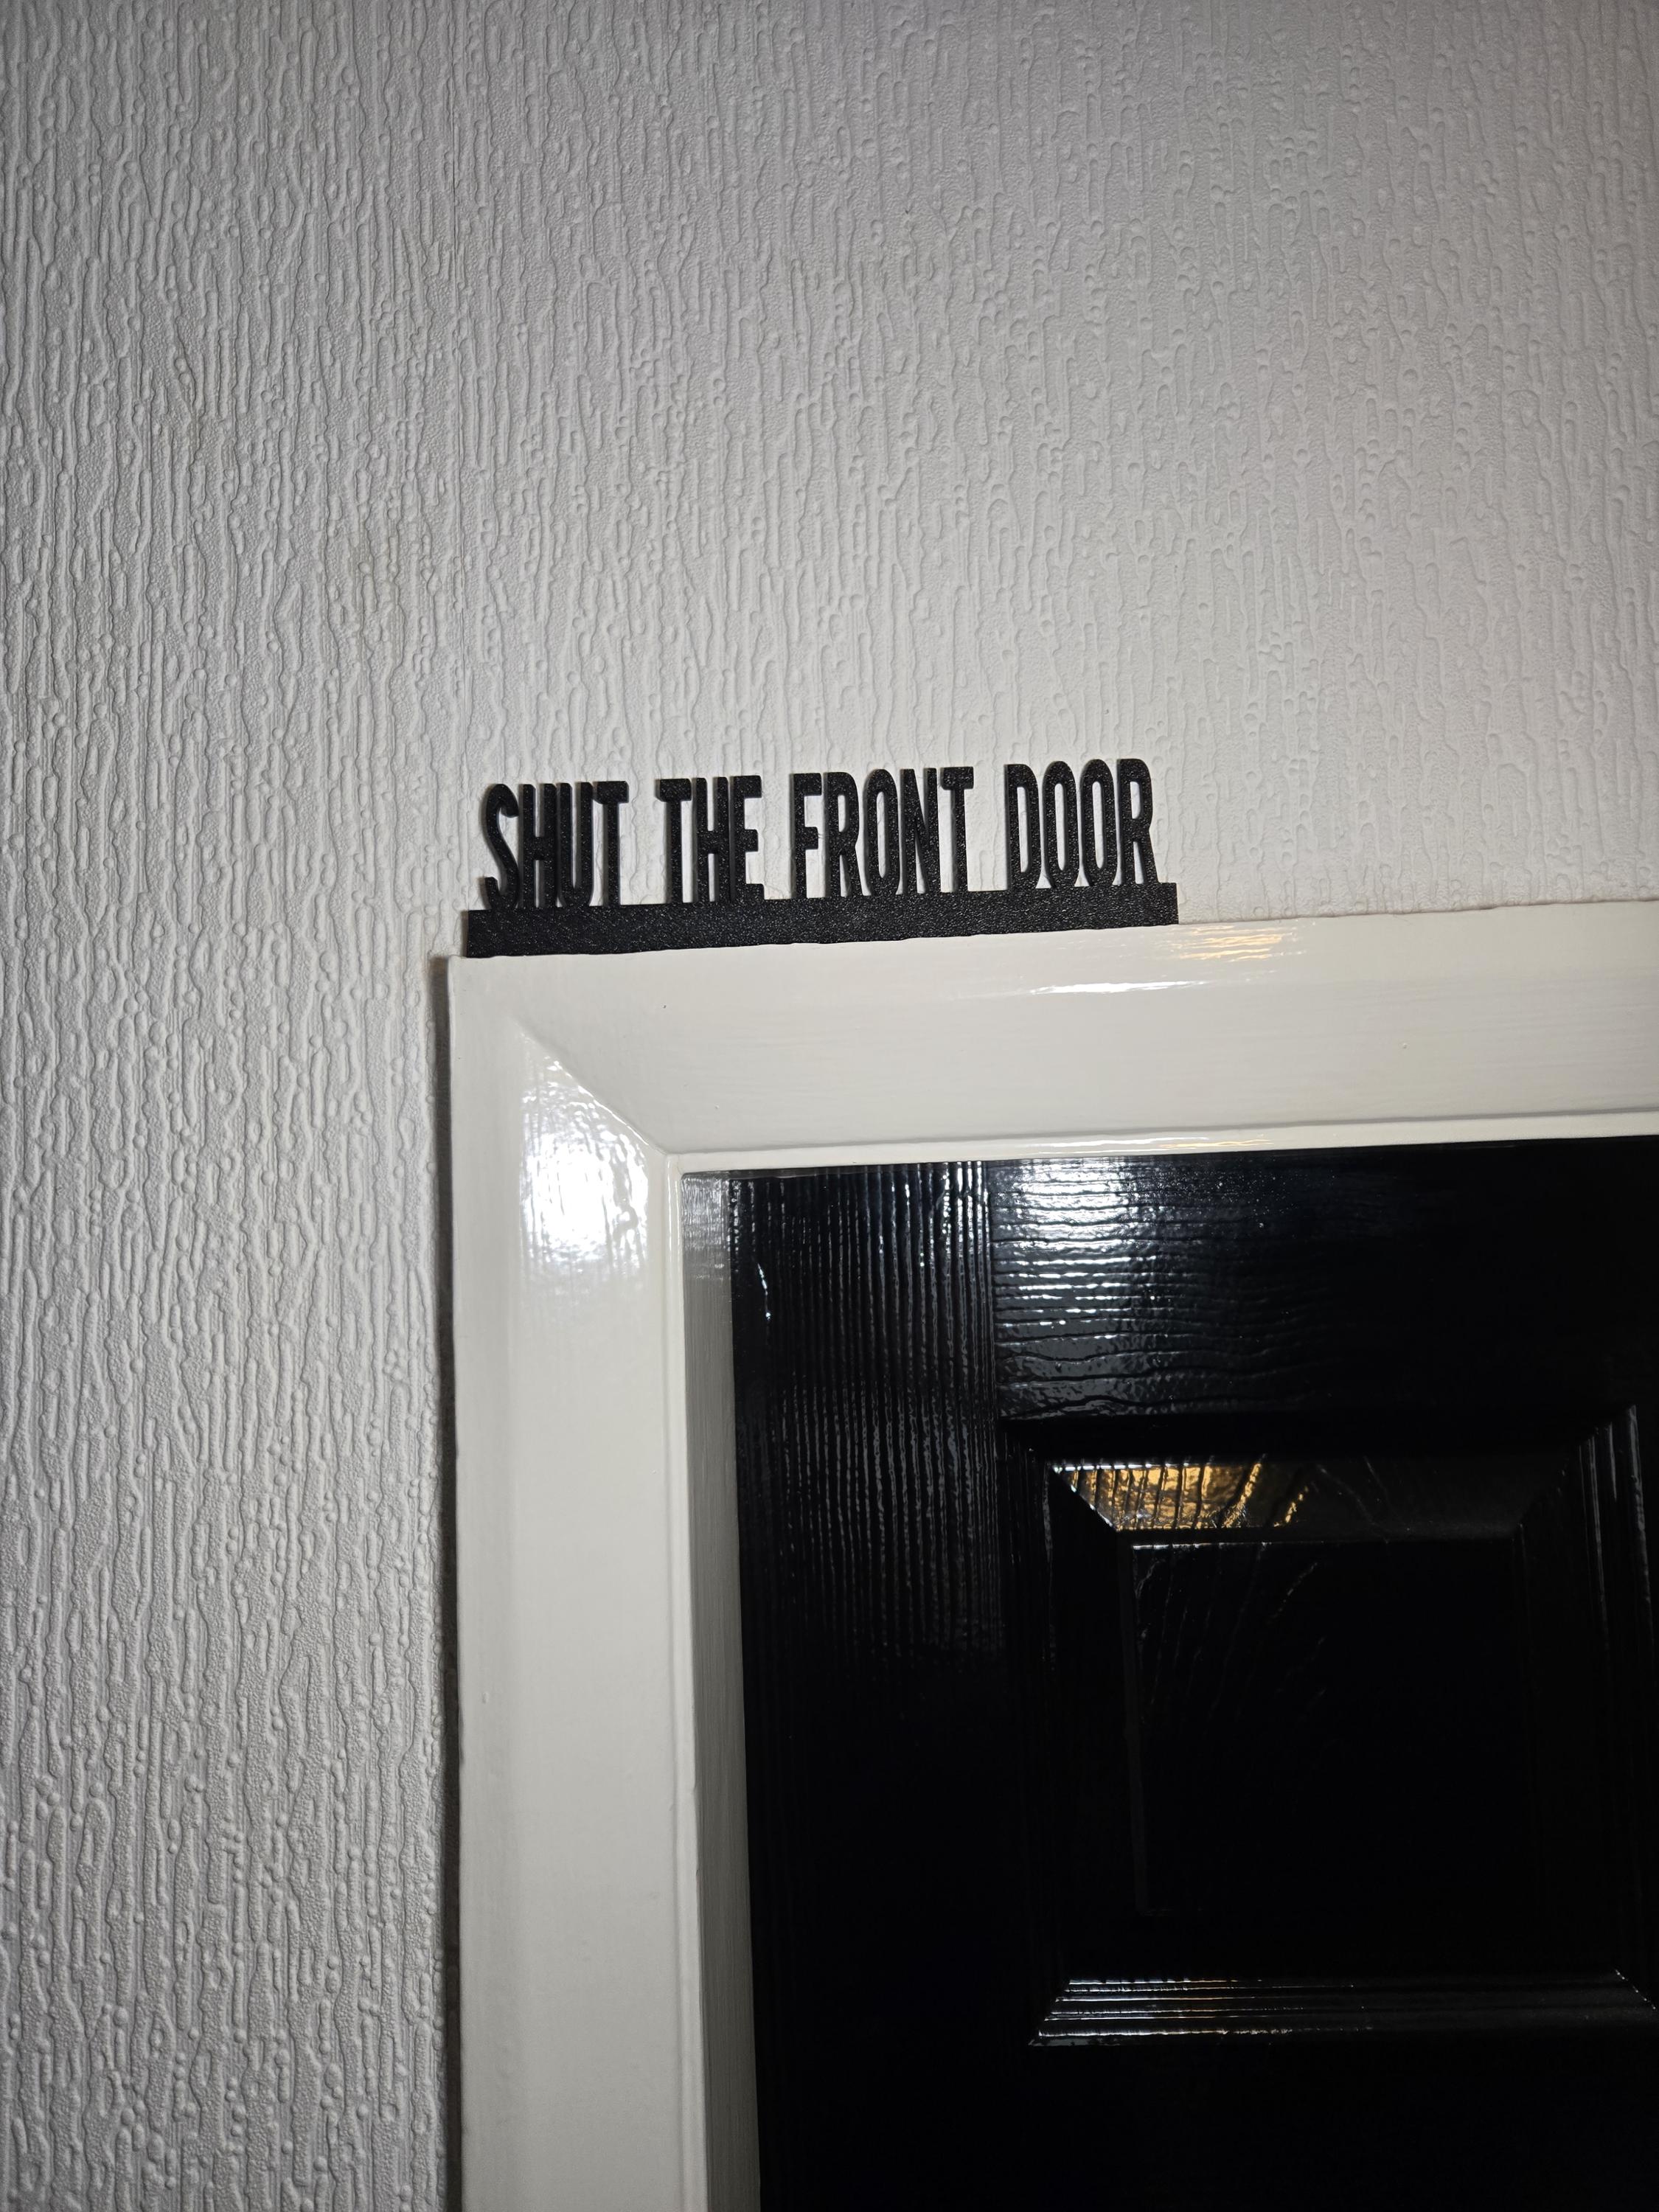 SHUT THE FRONT DOOR